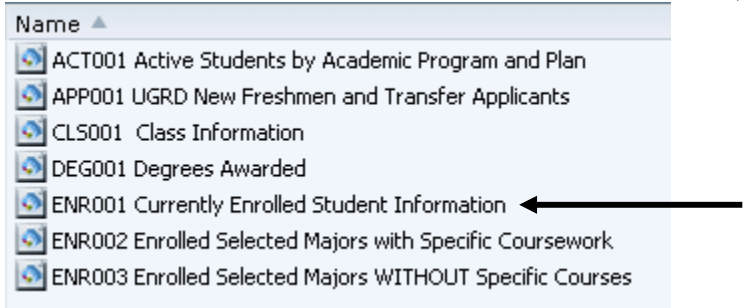 Name
ACT001 Active Students by Academic Program and Plan
APP001 UGRD New Freshmen and Transfer Applicants
CLS001 Class Information
DEG001 Degrees Awarded
ENR001 Currently Enrolled Student Information
ENR002 Enrolled Selected Majors with Specific Coursework
ENR003 Enrolled Selected Majors WITHOUT Specific Courses